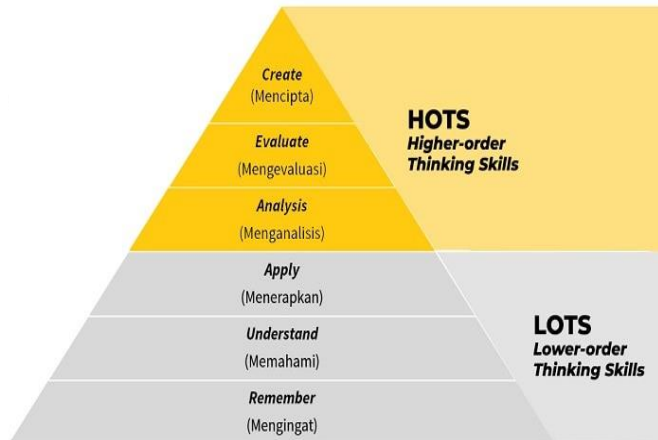 Create
(Mencipta)
Evaluate
(Mengevaluasi)
Analysis
(Menganalisis)
HOTS
Higher-order
Thinking Skills
Apply
(Menerapkan)
Understand
(Memahami)
Remember
(Mengingat)
LOTS
Lower-order
Thinking Skills